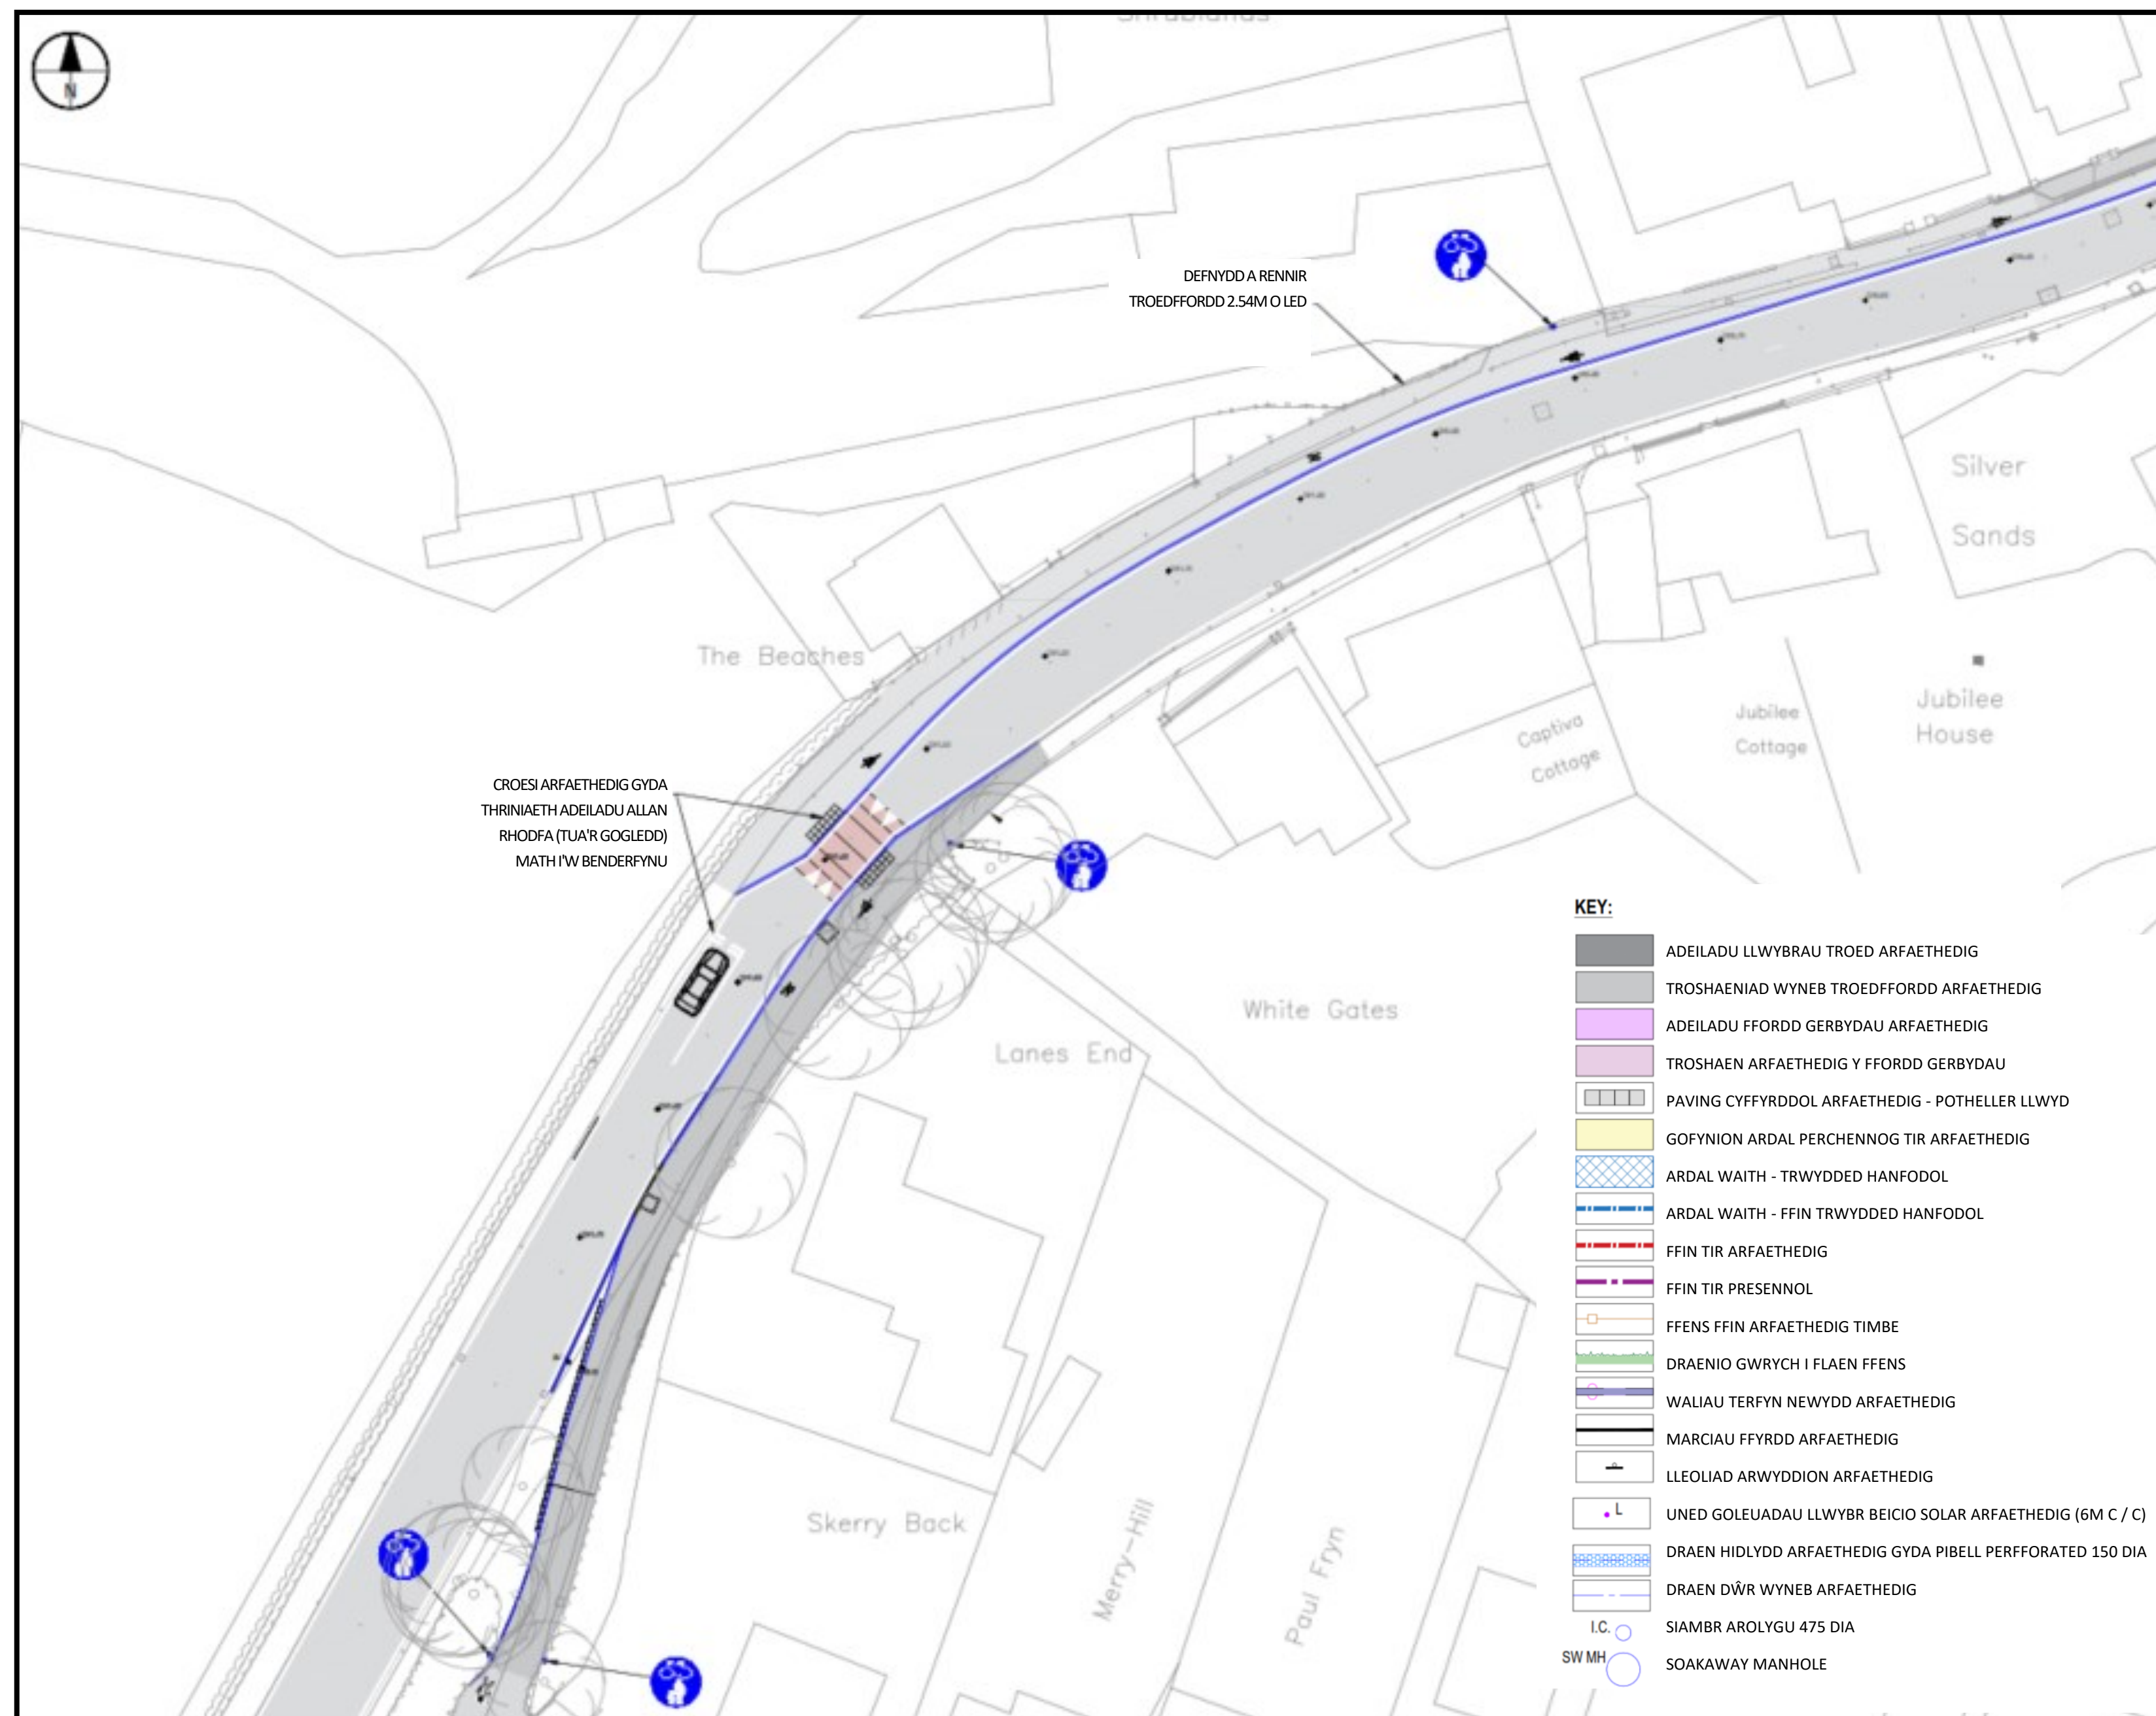 Shrublands
N
DEFNYDD A RENNIR
TROEDFFORDD 2.54M O LED
Silver
Sands
The Beaches
Captiva
Cottage
Jubilee
Cottage
Jubilee
House
CROESI ARFAETHEDIG GYDA
THRINIAETH ADEILADU ALLAN
RHODFA (TUA'R GOGLEDD)
MATH I'W BENDERFYNU
White Gates
Lanes End
Skerry Back
Merry-Hill
Paul Fryn
KEY:
ADEILADU LLWYBRAU TROED ARFAETHEDIG
TROSHAENIAD WYNEB TROEDFFORDD ARFAETHEDIG
ADEILADU FFORDD GERBYDAU ARFAETHEDIG
TROSHAEN ARFAETHEDIG Y FFORDD GERBYDAU
PAVING CYFFYRDDOL ARFAETHEDIG - POTHELLER LLWYD
GOFYNION ARDAL PERCHENNOG TIR ARFAETHEDIG
ARDAL WAITH - TRWYDDED HANFODOL
ARDAL WAITH - FFIN TRWYDDED HANFODOL
FFIN TIR ARFAETHEDIG
FFIN TIR PRESENNOL
FFENS FFIN ARFAETHEDIG TIMBE
DRAENIO GWRYCH I FLAEN FFENS
WALIAU TERFYN NEWYDD ARFAETHEDIG
MARCIAU FFYRDD ARFAETHEDIG
LLEOLIAD ARWYDDION ARFAETHEDIG
L UNED GOLEUADAU LLWYBR BEICIO SOLAR ARFAETHEDIG (6M C / C)
DRAEN HIDLYDD ARFAETHEDIG GYDA PIBELL PERFFORATED 150 DIA
DRAEN DŴR WYNEB ARFAETHEDIG
I.C. SIAMBR AROLYGU 475 DIA
SW MH SOAKAWAY MANHOLE